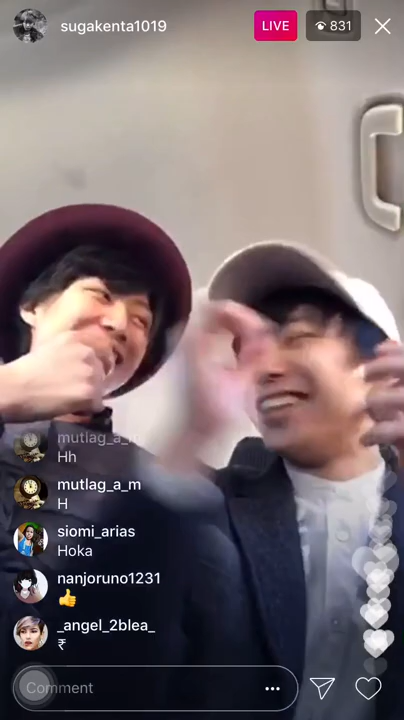 sugakenta1019
LIVE
831
mutlag_a_m
Hh
mutlag_a_m
H
siomi_arias
Hoka
nanjoruno1231
👍
_angel_2blea_
₹
Comment